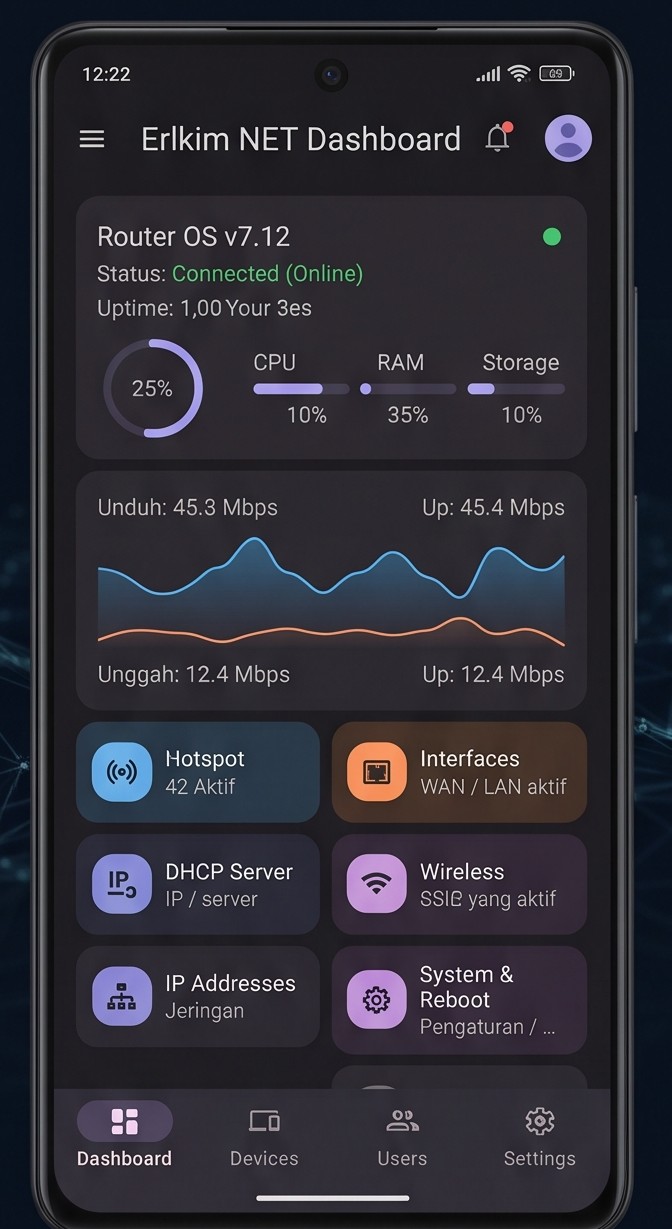 12:22
69
Erlkim NET Dashboard
Router OS v7.12
Status: Connected (Online)
Uptime: 1,00 Your 3es
25%
CPU RAM Storage
10% 35% 10%
Unduh: 45.3 Mbps Up: 45.4 Mbps
Unggah: 12.4 Mbps Up: 12.4 Mbps
Hotspot
42 Aktif
Interfaces
WAN / LAN aktif
DHCP Server
IP / server
IP
Wireless
yang aktif
IP Addresses
Jeringan
System &
Reboot
Pengaturan / ...
Dashboard Devices Users Settings